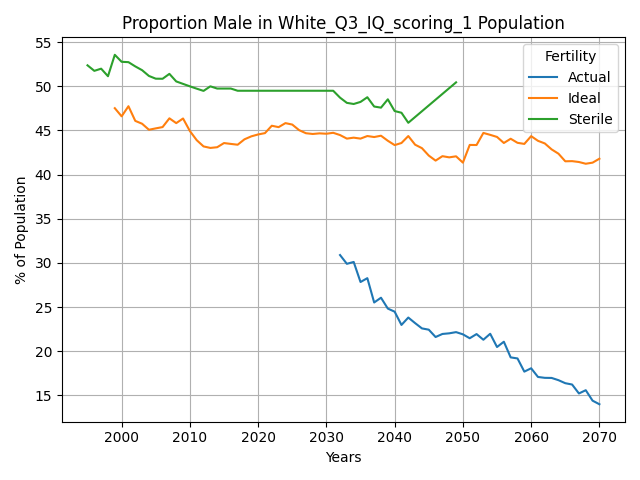 Proportion Male in White_Q3_IQ_scoring_1 Population
Fertility
Actual
Ideal
Sterile
% of Population
55
50
45
40
35
30
25
20
15
2000
2010
2020
2030
2040
2050
2060
2070
Years